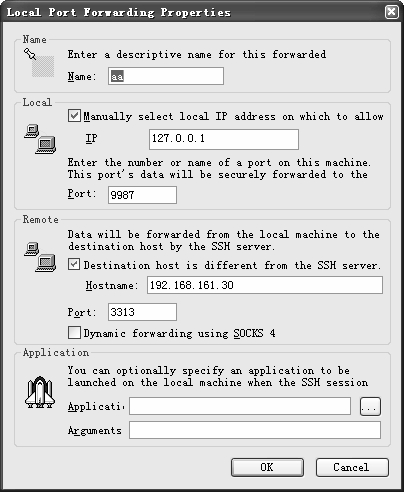 Local Port Forwarding Properties
Name
Enter a descriptive name for this forwarded
Name: aa
Local
Manually select local IP address on which to allow
IP 127.0.0.1
Enter the number or name of a port on this machine.
This port's data will be securely forwarded to the
Port: 9987
Remote
Data will be forwarded from the local machine to the
destination host by the SSH server.
Destination host is different from the SSH server.
Hostname: 192.168.161.30
Port: 3313
Dynamic forwarding using SOCKS 4
Application
You can optionally specify an application to be
launched on the local machine when the SSH session
Applicati
...
Arguments
OK Cancel